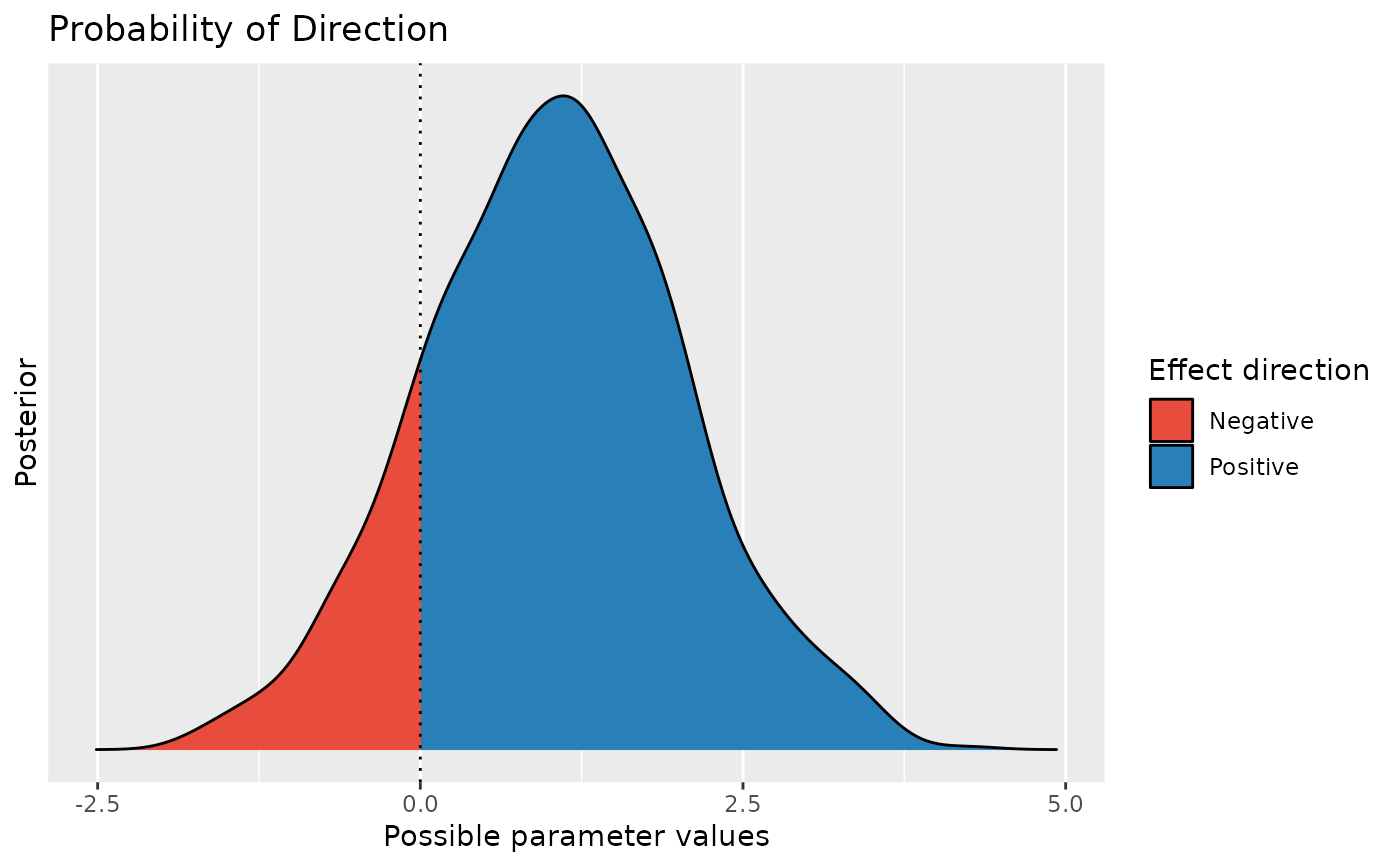 Probability of Direction
Posterior
-2.5
0.0
2.5
5.0
Possible parameter values
Effect direction
Negative
Positive